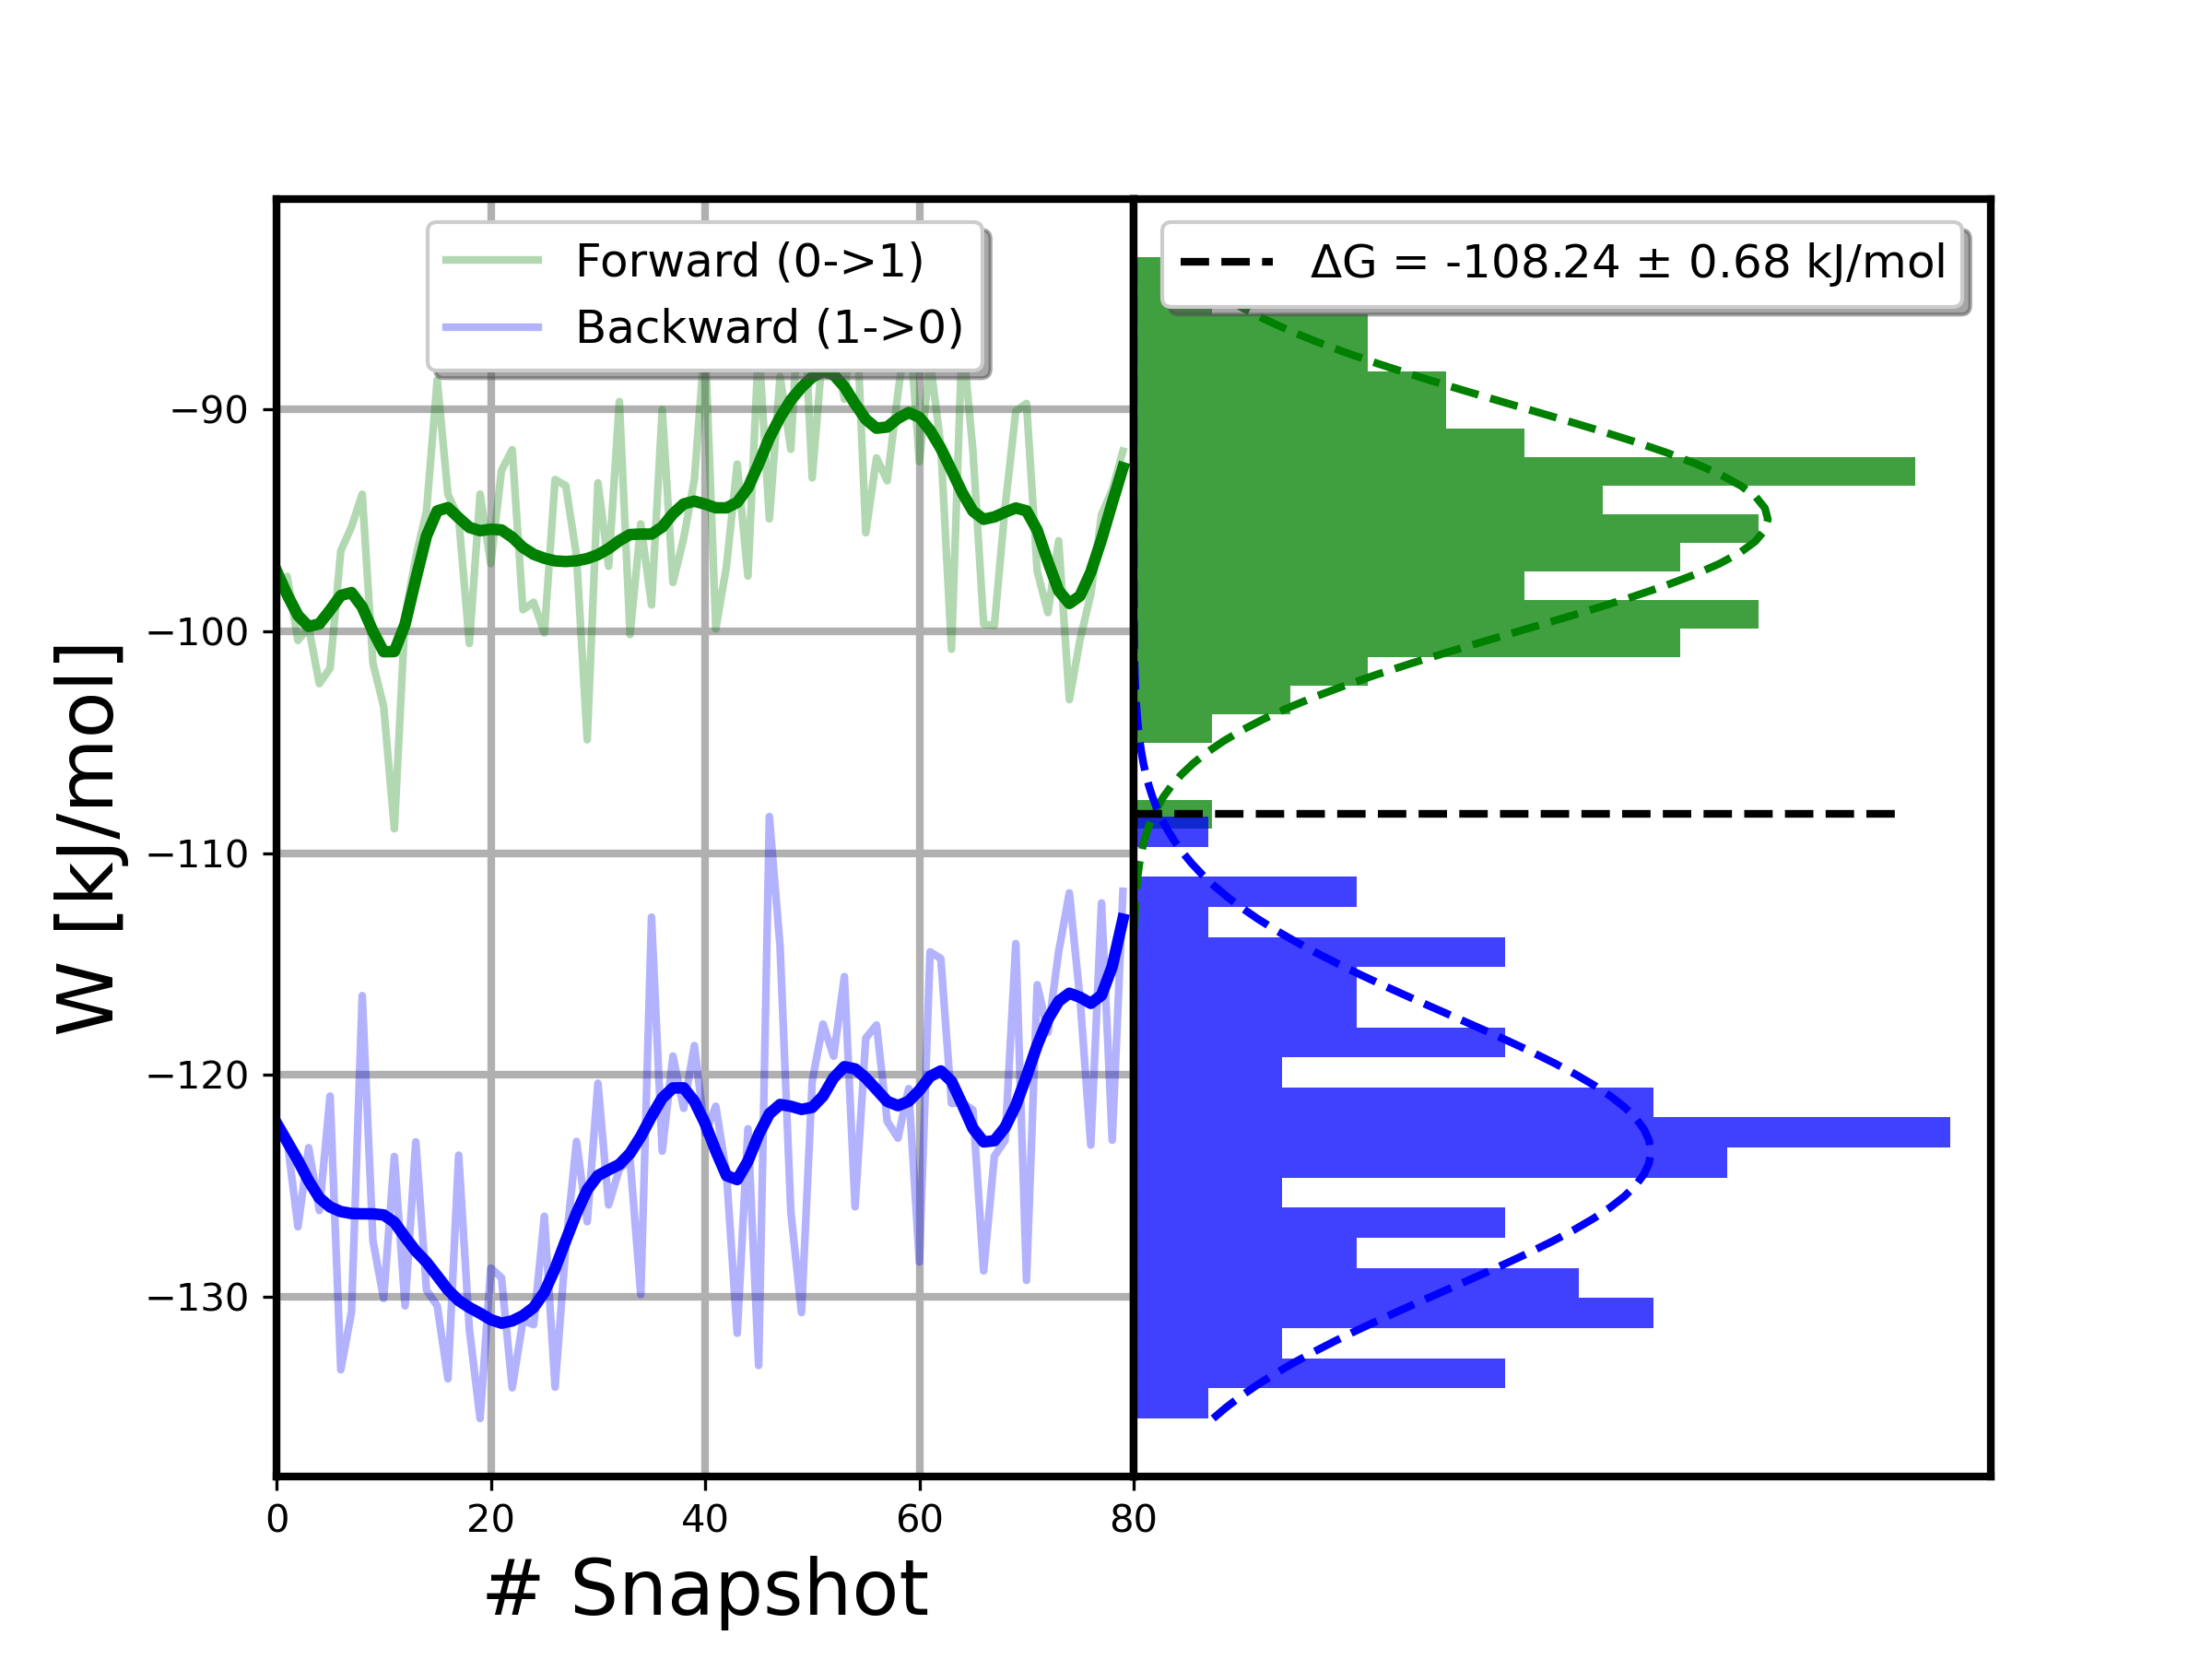 Forward (0->1)
Backward (1->0)
ΔG = -108.24 ± 0.68 kJ/mol
W [kJ/mol]
−90
−100
−110
−120
−130
0 20 40 60 80
# Snapshot